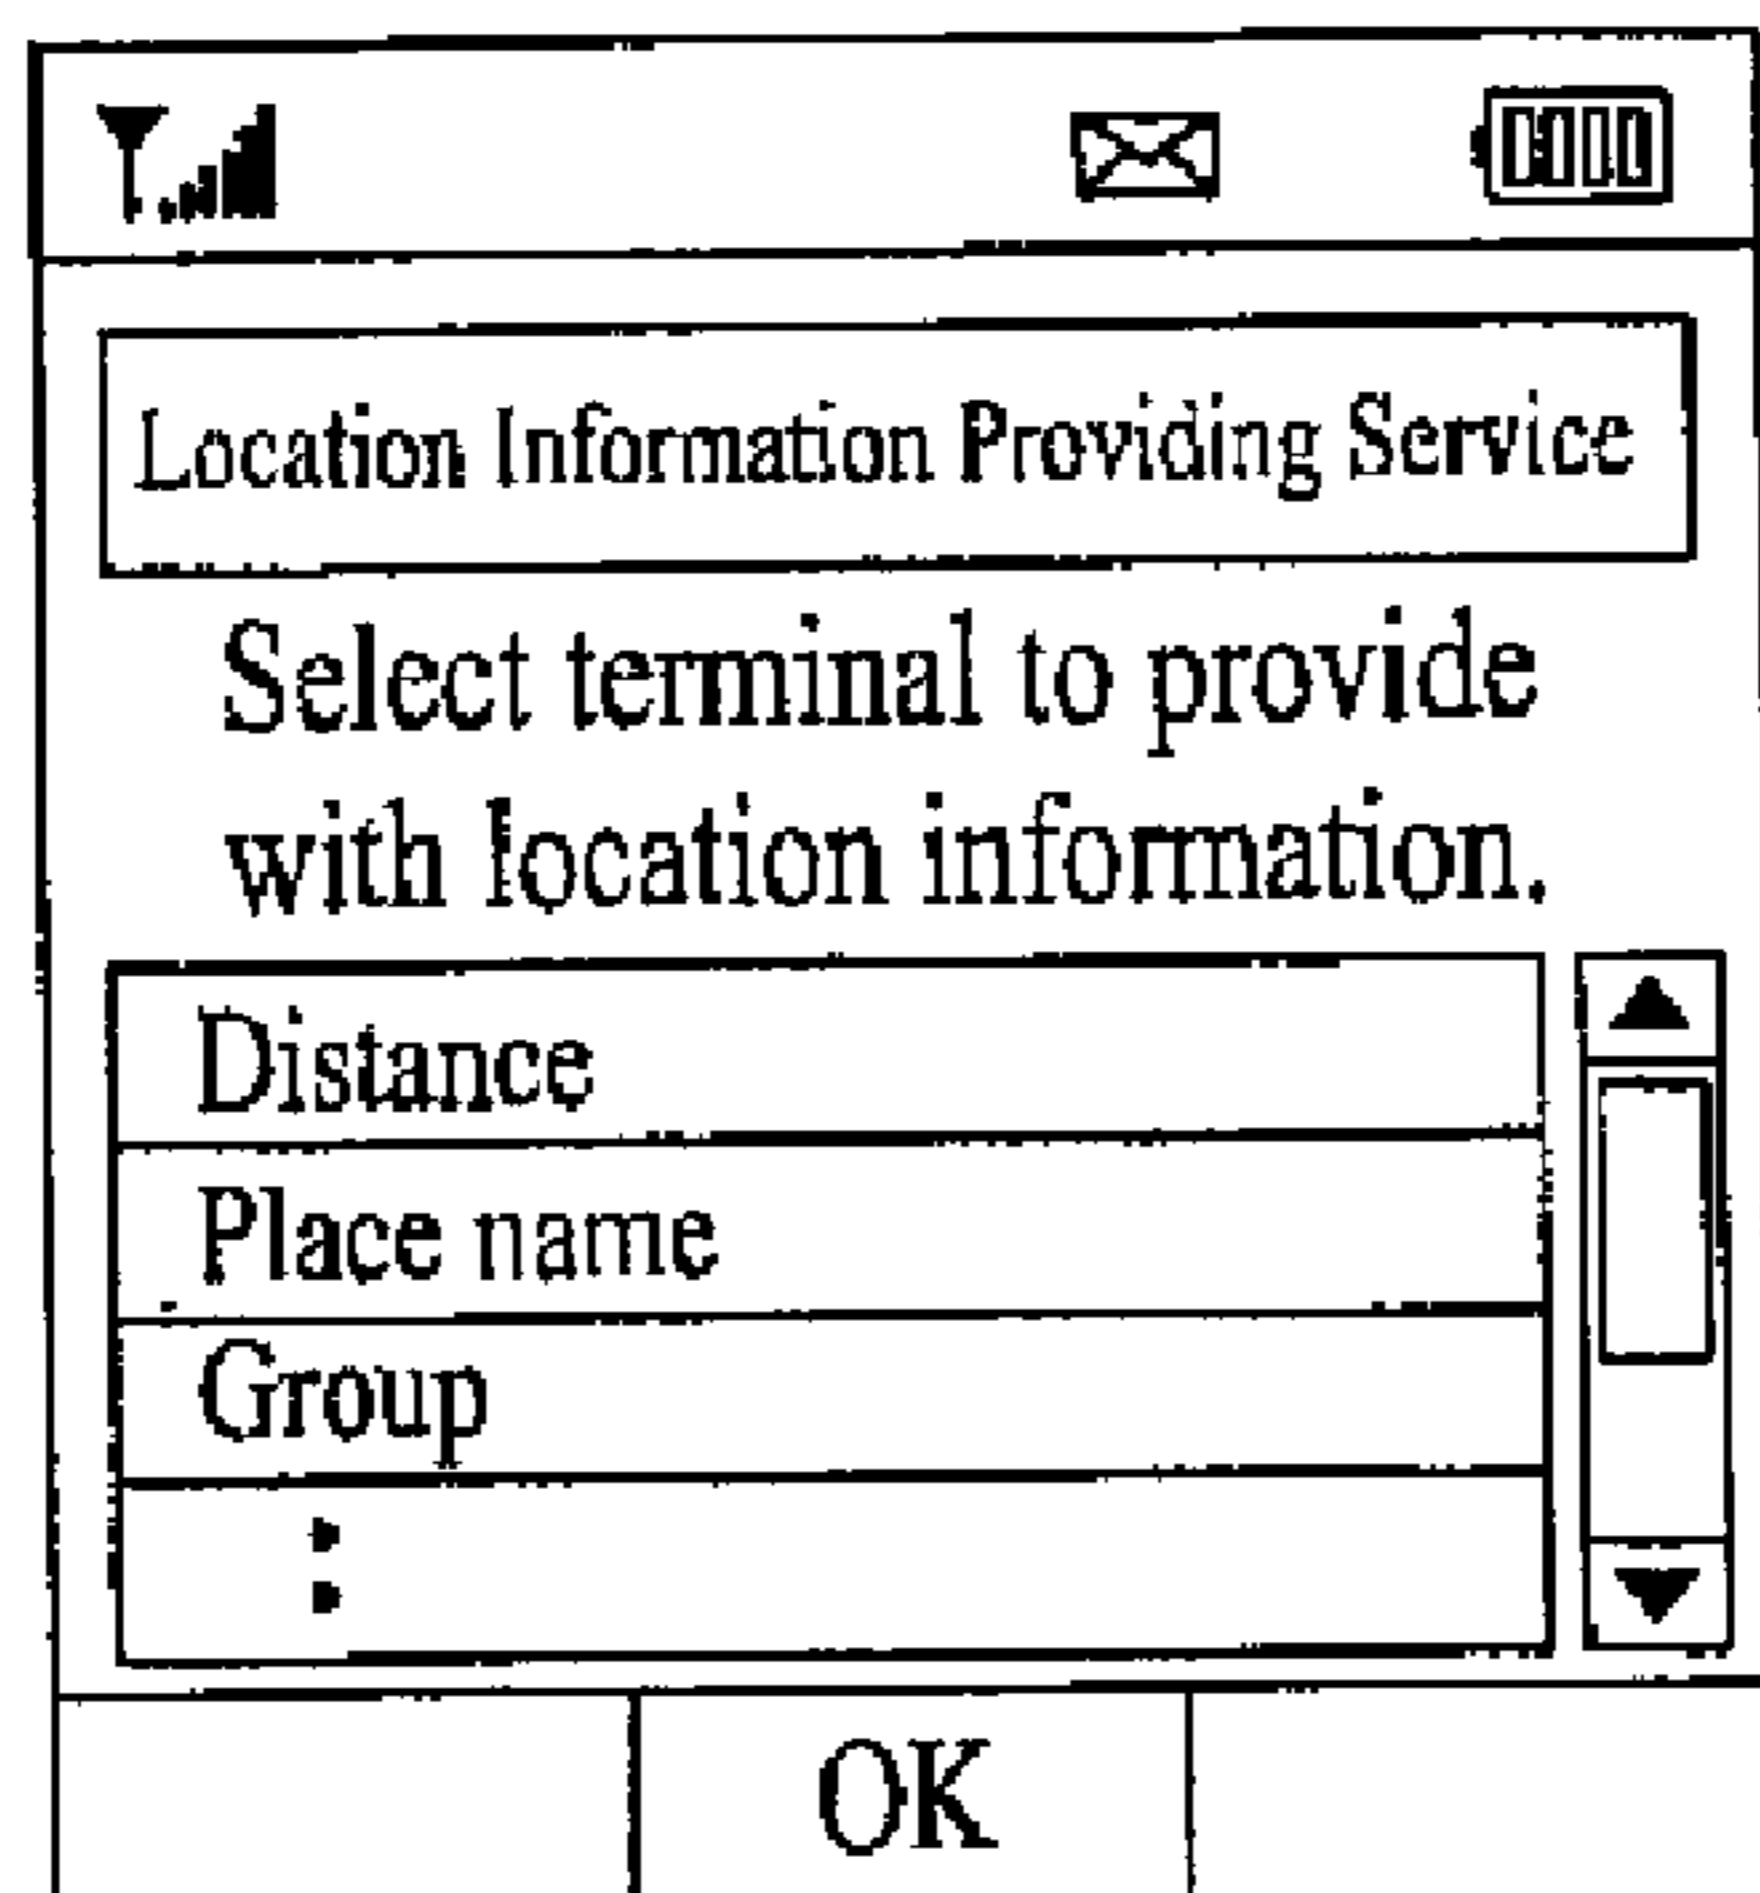 Location Information Providing Service
Select terminal to provide
with location information.
Distance
Place name
Group
:
OK